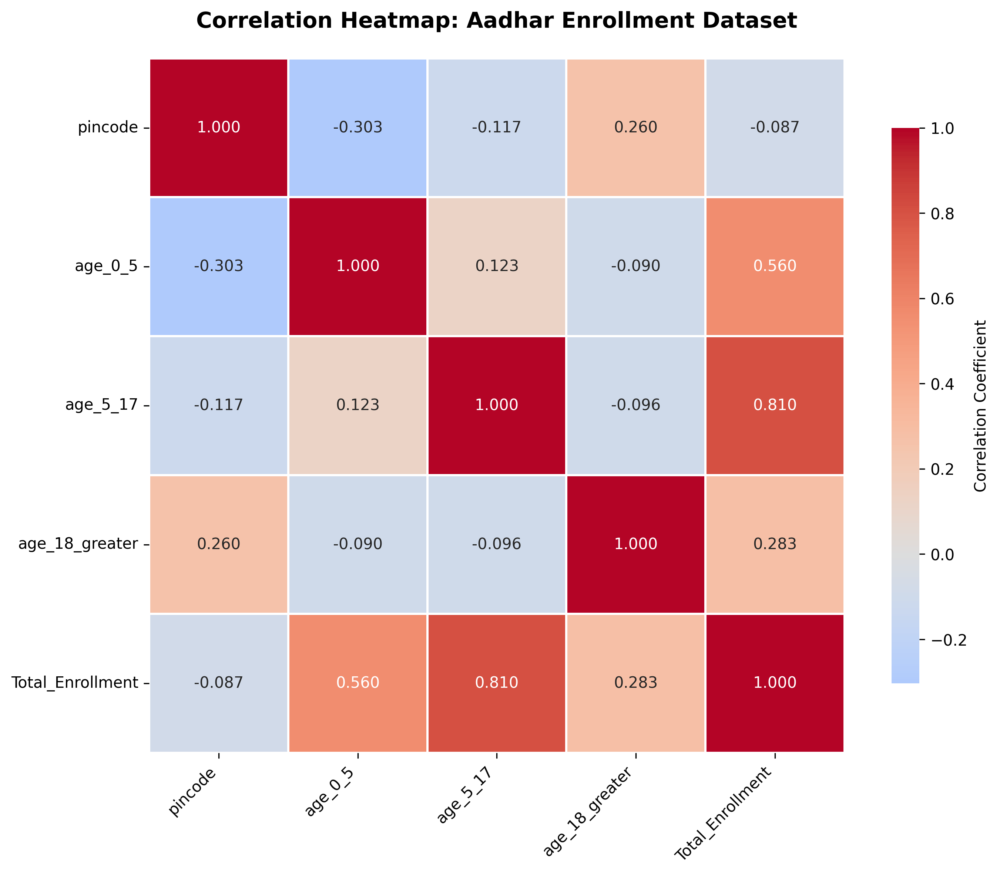 Correlation Heatmap: Aadhar Enrollment Dataset
pincode 1.000 -0.303 -0.117 0.260 -0.087
age_0_5 -0.303 1.000 0.123 -0.090 0.560
age_5_17 -0.117 0.123 1.000 -0.096 0.810
age_18_greater 0.260 -0.090 -0.096 1.000 0.283
Total_Enrollment -0.087 0.560 0.810 0.283 1.000
pincode age_0_5 age_5_17 age_18_greater Total_Enrollment
1.0
0.8
0.6
0.4
0.2
0.0
−0.2
Correlation Coefficient